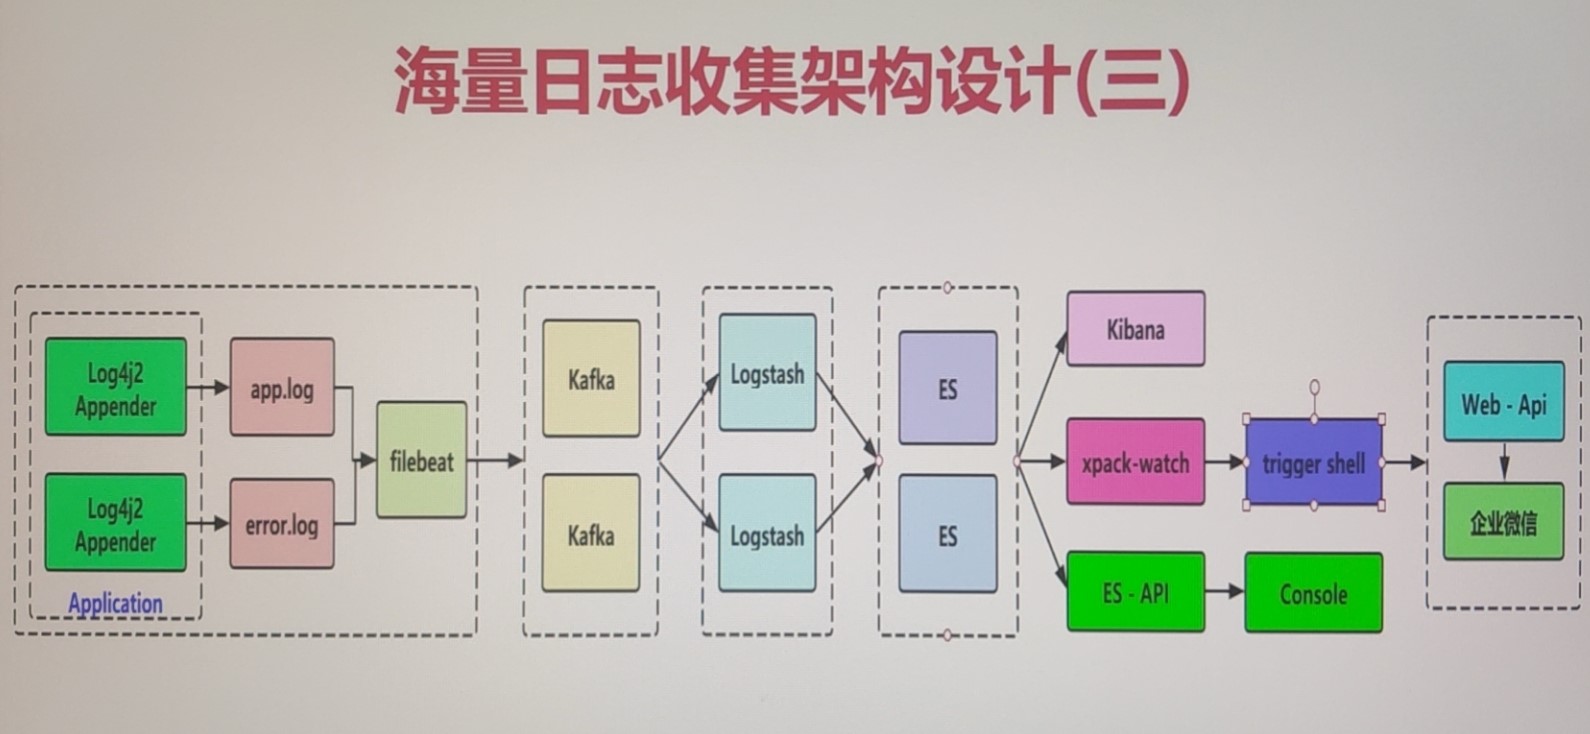 海量日志收集架构设计(三)
Log4j2
Appender
app.log
Log4j2
Appender
error.log
Application
filebeat
Kafka
Kafka
Logstash
Logstash
ES
ES
Kibana
xpack-watch
trigger shell
ES - API
Console
Web - Api
企业微信